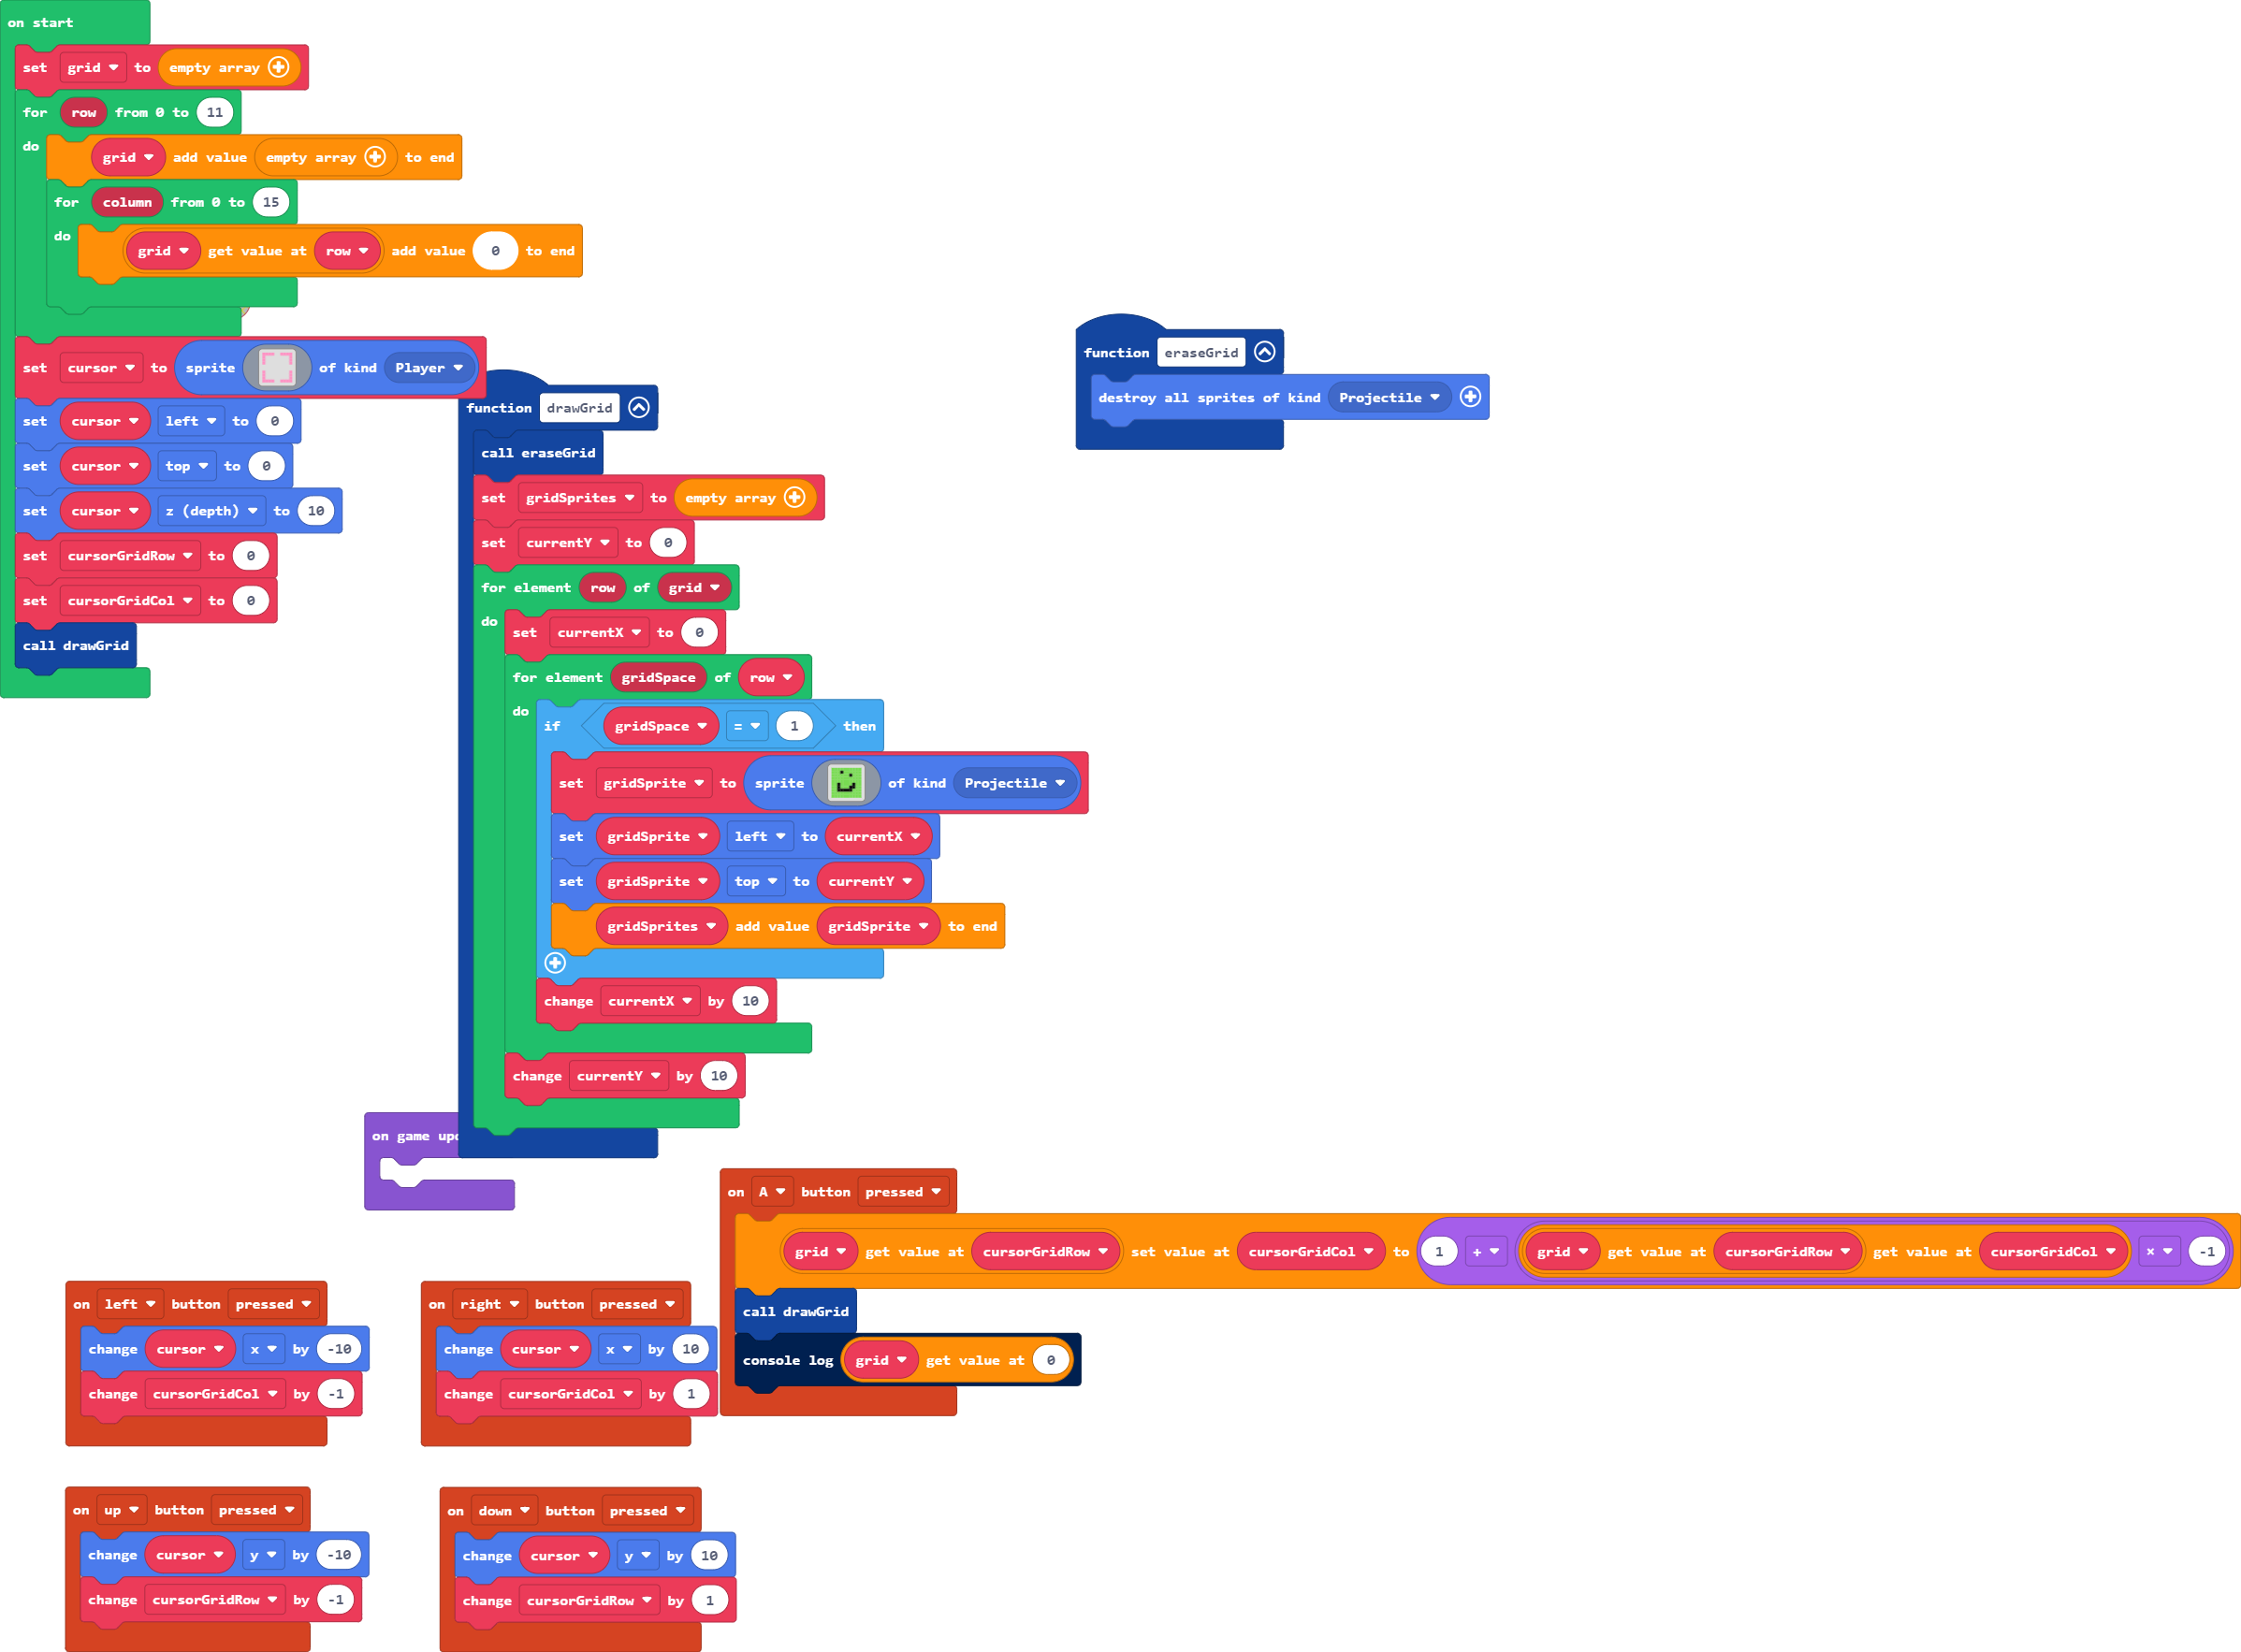 on start
set grid to empty array
for row from 0 to 11
do grid add value empty array to end
for column from 0 to 15
do grid get value at row add value 0 to end
set cursor to sprite of kind Player
set cursor left to 0
set cursor top to 0
set cursor z (depth) to 10
set cursorGridRow to 0
set cursorGridCol to 0
call drawGrid
function drawGrid
call eraseGrid
set gridSprites to empty array
set currentY to 0
for element row of grid
do set currentX to 0
for element gridSpace of row
do if gridSpace = 1 then
set gridSprite to sprite of kind Projectile
set gridSprite left to currentX
set gridSprite top to currentY
gridSprites add value gridSprite to end
change currentX by 10
change currentY by 10
function eraseGrid
destroy all sprites of kind Projectile
on game
on A button pressed
grid get value at cursorGridRow set value at cursorGridCol to 1 + grid get value at cursorGridRow get value at cursorGridCol × -1
call drawGrid
console log grid get value at 0
on left button pressed
change cursor x by -10
change cursorGridCol by -1
on right button pressed
change cursor x by 10
change cursorGridCol by 1
on up button pressed
change cursor y by -10
change cursorGridRow by -1
on down button pressed
change cursor y by 10
change cursorGridRow by 1